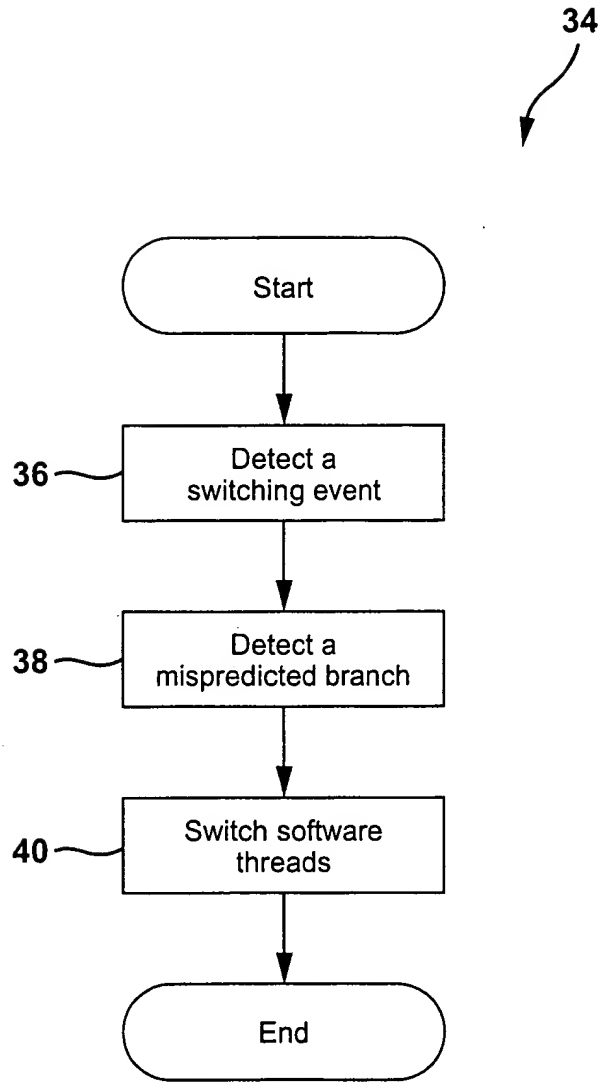 34
Start
36
Detect a
switching event
38
Detect a
mispredicted branch
40
Switch software
threads
End